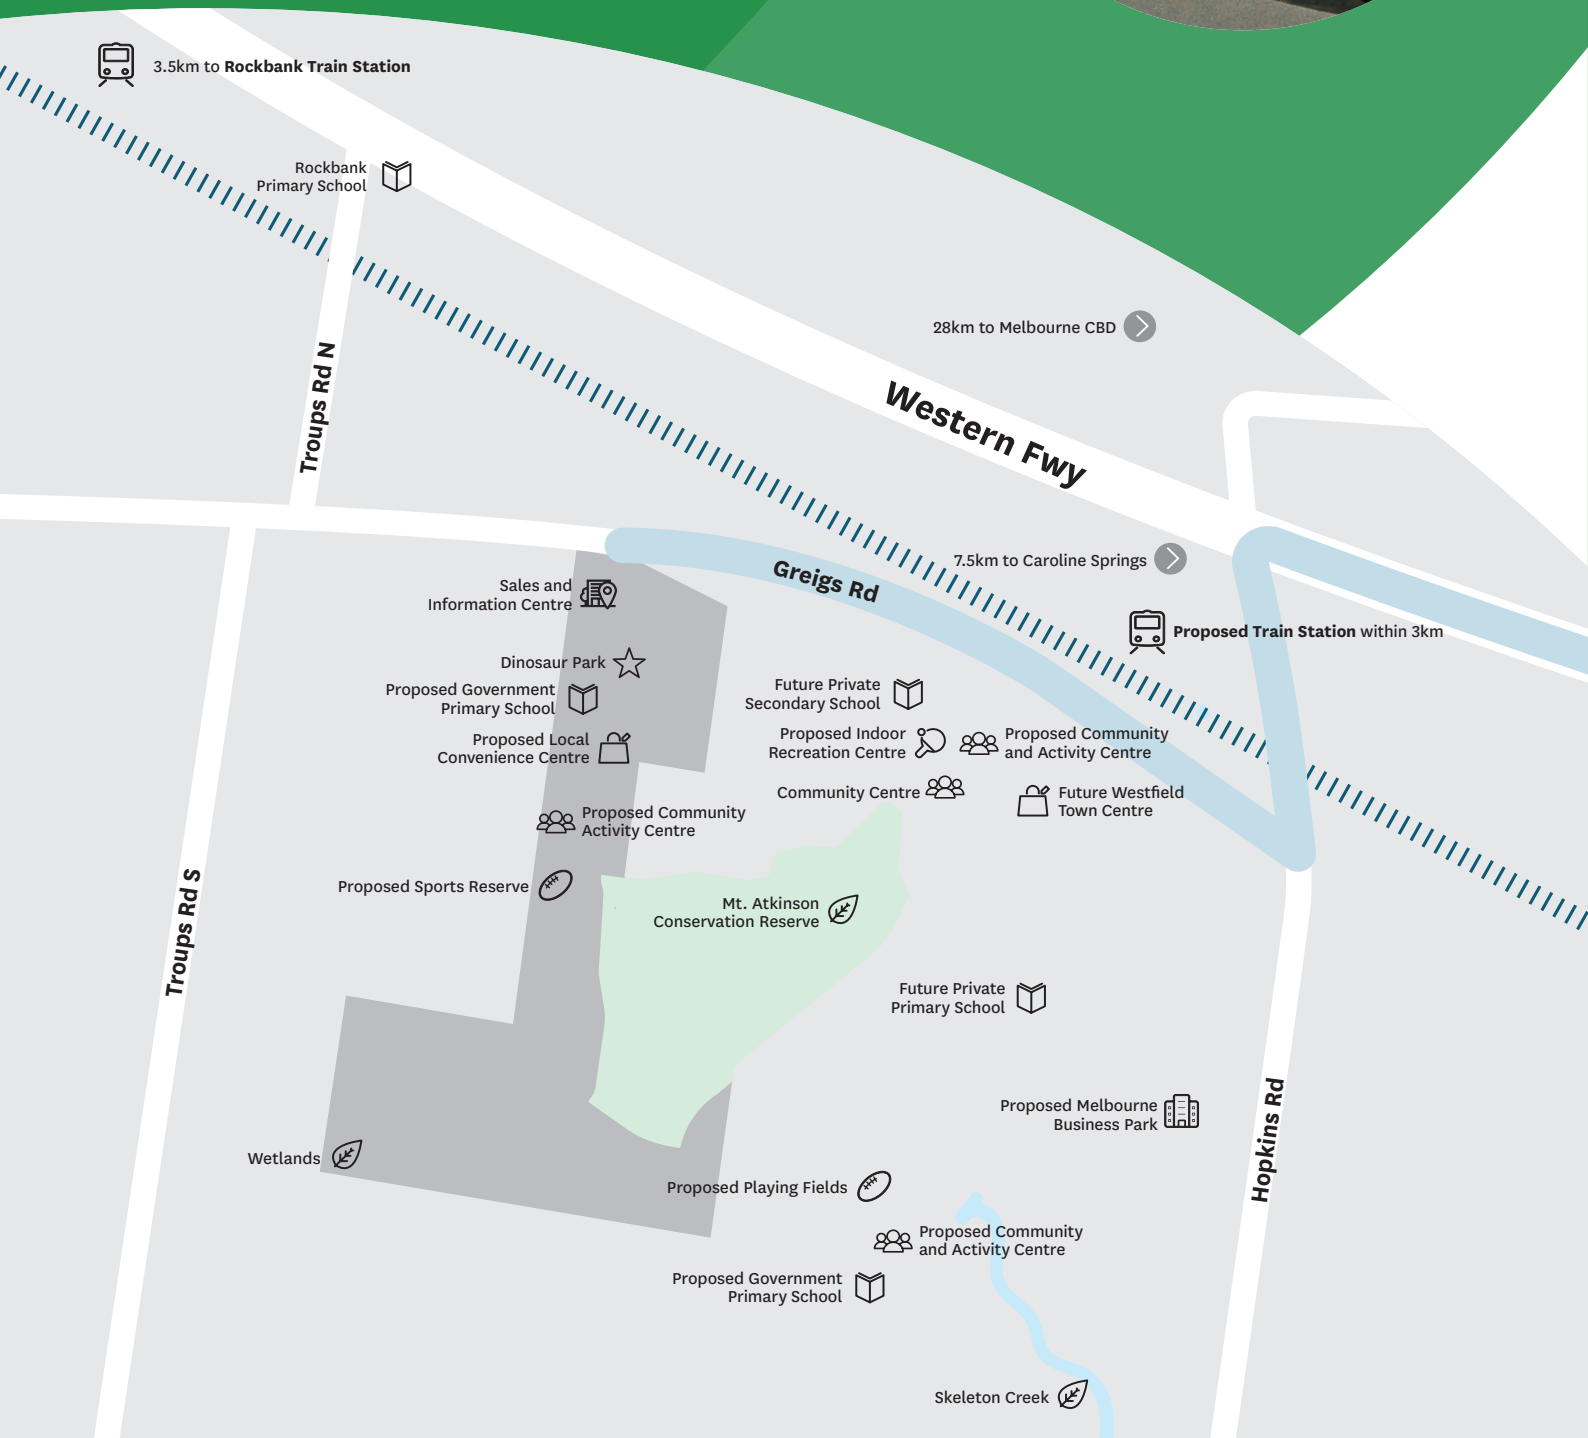 3.5km to Rockbank Train Station
Rockbank
Primary School
28km to Melbourne CBD
Troups Rd N
Western Fwy
7.5km to Caroline Springs
Greigs Rd
Sales and
Information Centre
Proposed Train Station within 3km
Dinosaur Park
Proposed Government
Primary School
Future Private
Secondary School
Proposed Local
Convenience Centre
Proposed Indoor
Recreation Centre
Proposed Community
and Activity Centre
Community Centre
Future Westfield
Town Centre
Proposed Community
Activity Centre
Proposed Sports Reserve
Mt. Atkinson
Conservation Reserve
Troups Rd S
Future Private
Primary School
Proposed Melbourne
Business Park
Hopkins Rd
Wetlands
Proposed Playing Fields
Proposed Community
and Activity Centre
Proposed Government
Primary School
Skeleton Creek